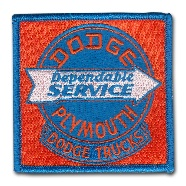 DODGE
Dependable
SERVICE
PLYMOUTH
DODGE TRUCKS